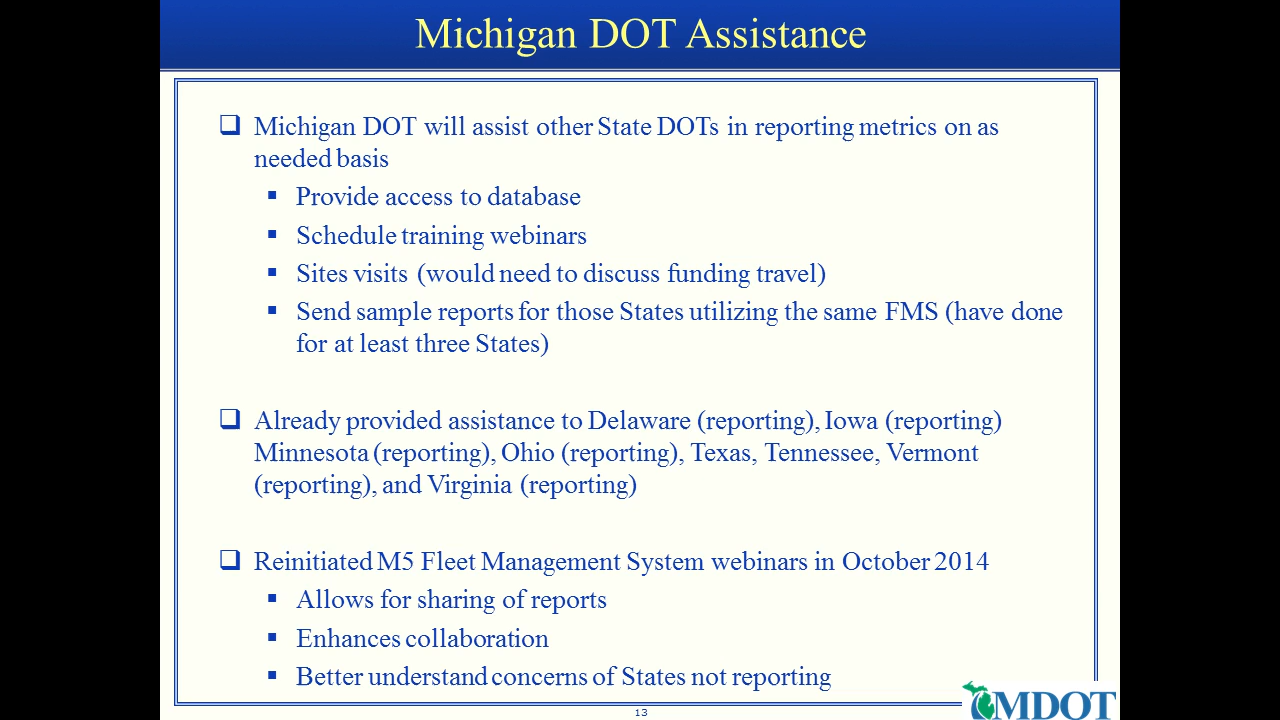 Michigan DOT Assistance
Michigan DOT will assist other State DOTs in reporting metrics on as
needed basis
Provide access to database
Schedule training webinars
Sites visits (would need to discuss funding travel)
Send sample reports for those States utilizing the same FMS (have done
for at least three States)
Already provided assistance to Delaware (reporting), Iowa (reporting)
Minnesota (reporting), Ohio (reporting), Texas, Tennessee, Vermont
(reporting), and Virginia (reporting)
Reinitiated M5 Fleet Management System webinars in October 2014
Allows for sharing of reports
Enhances collaboration
Better understand concerns of States not reporting
13
MDOT